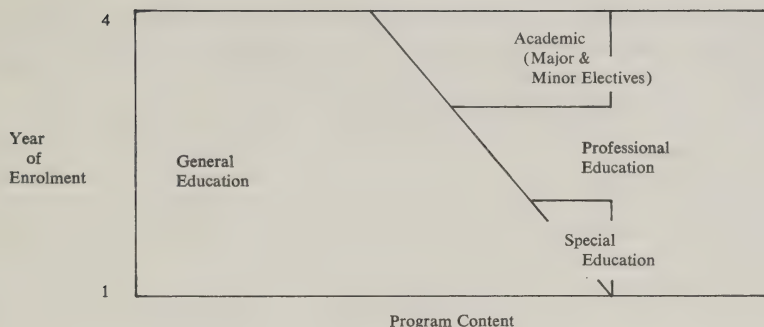 4
Academic
(Major &
Minor Electives)
Year
of
Enrolment
General
Education
Professional
Education
Special
Education
1
Program Content